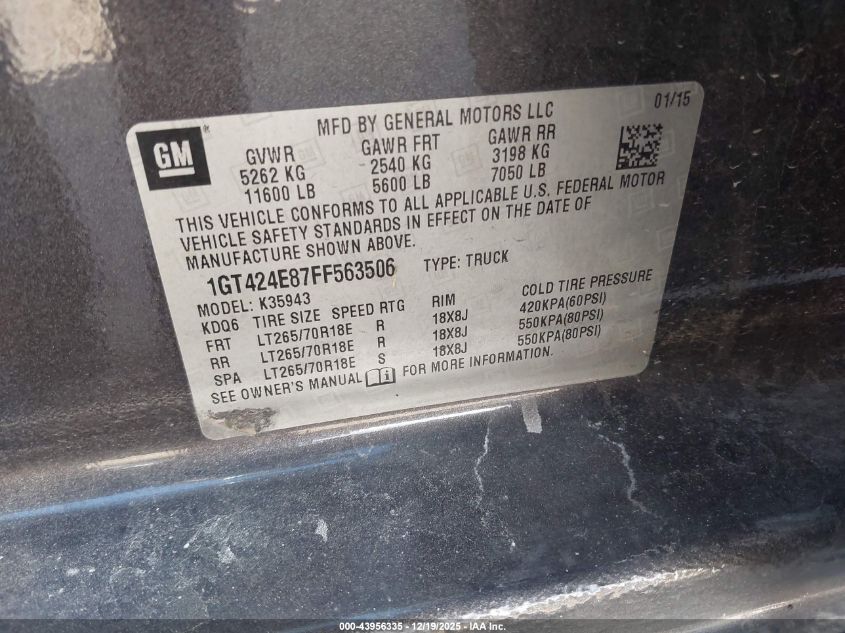 GM
®
MFD BY GENERAL MOTORS LLC
01/15
GVWR GAWR FRT GAWR RR
5262 KG 2540 KG 3198 KG
11600 LB 5600 LB 7050 LB
THIS VEHICLE CONFORMS TO ALL APPLICABLE U.S. FEDERAL MOTOR
VEHICLE SAFETY STANDARDS IN EFFECT ON THE DATE OF
MANUFACTURE SHOWN ABOVE.
1GT424E87FF563506 TYPE: TRUCK
MODEL: K35943
KDQ6 TIRE SIZE SPEED RTG RIM COLD TIRE PRESSURE
FRT LT265/70R18E R 18X8J 420KPA(60PSI)
RR LT265/70R18E R 18X8J 550KPA(80PSI)
SPA LT265/70R18E S 18X8J 550KPA(80PSI)
SEE OWNER'S MANUAL FOR MORE INFORMATION.
000-43956335 - 12/19/2025 - IAA Inc.